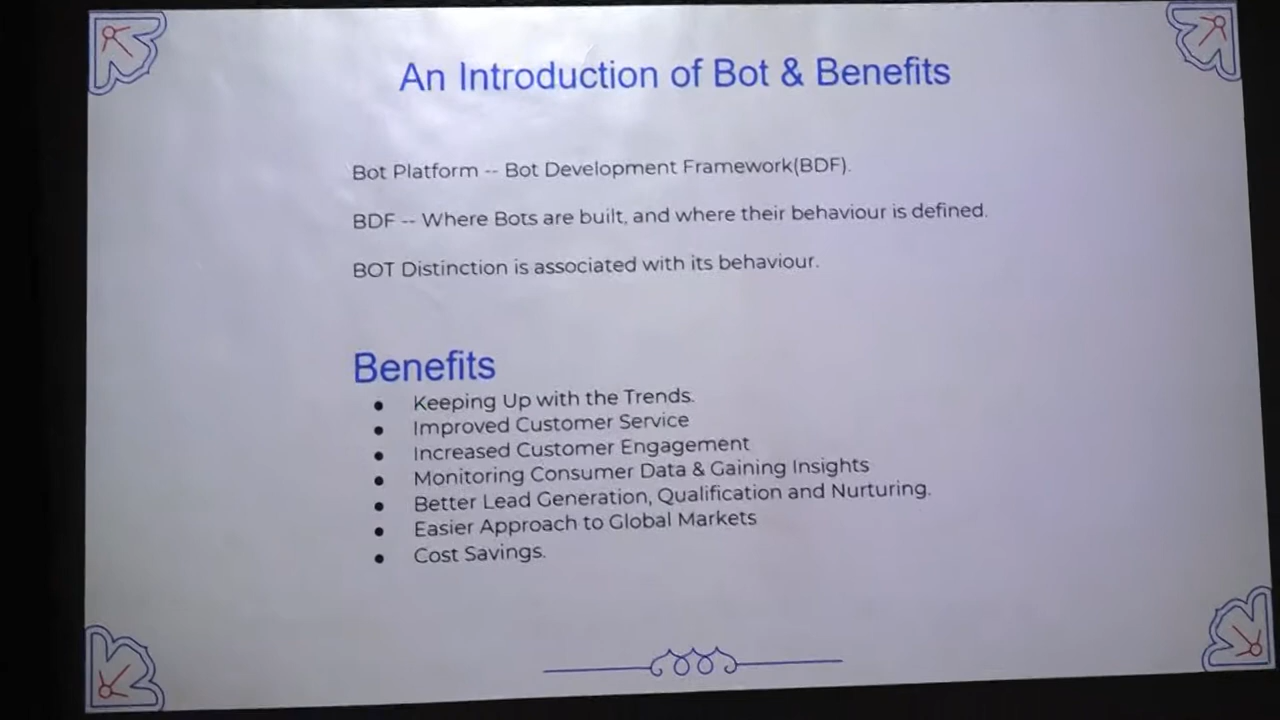 An Introduction of Bot & Benefits
Bot Platform -- Bot Development Framework(BDF).
BDF -- Where Bots are built, and where their behaviour is defined.
BOT Distinction is associated with its behaviour.
Benefits
● Keeping Up with the Trends.
● Improved Customer Service
● Increased Customer Engagement
● Monitoring Consumer Data & Gaining Insights
● Better Lead Generation, Qualification and Nurturing.
● Easier Approach to Global Markets
● Cost Savings.